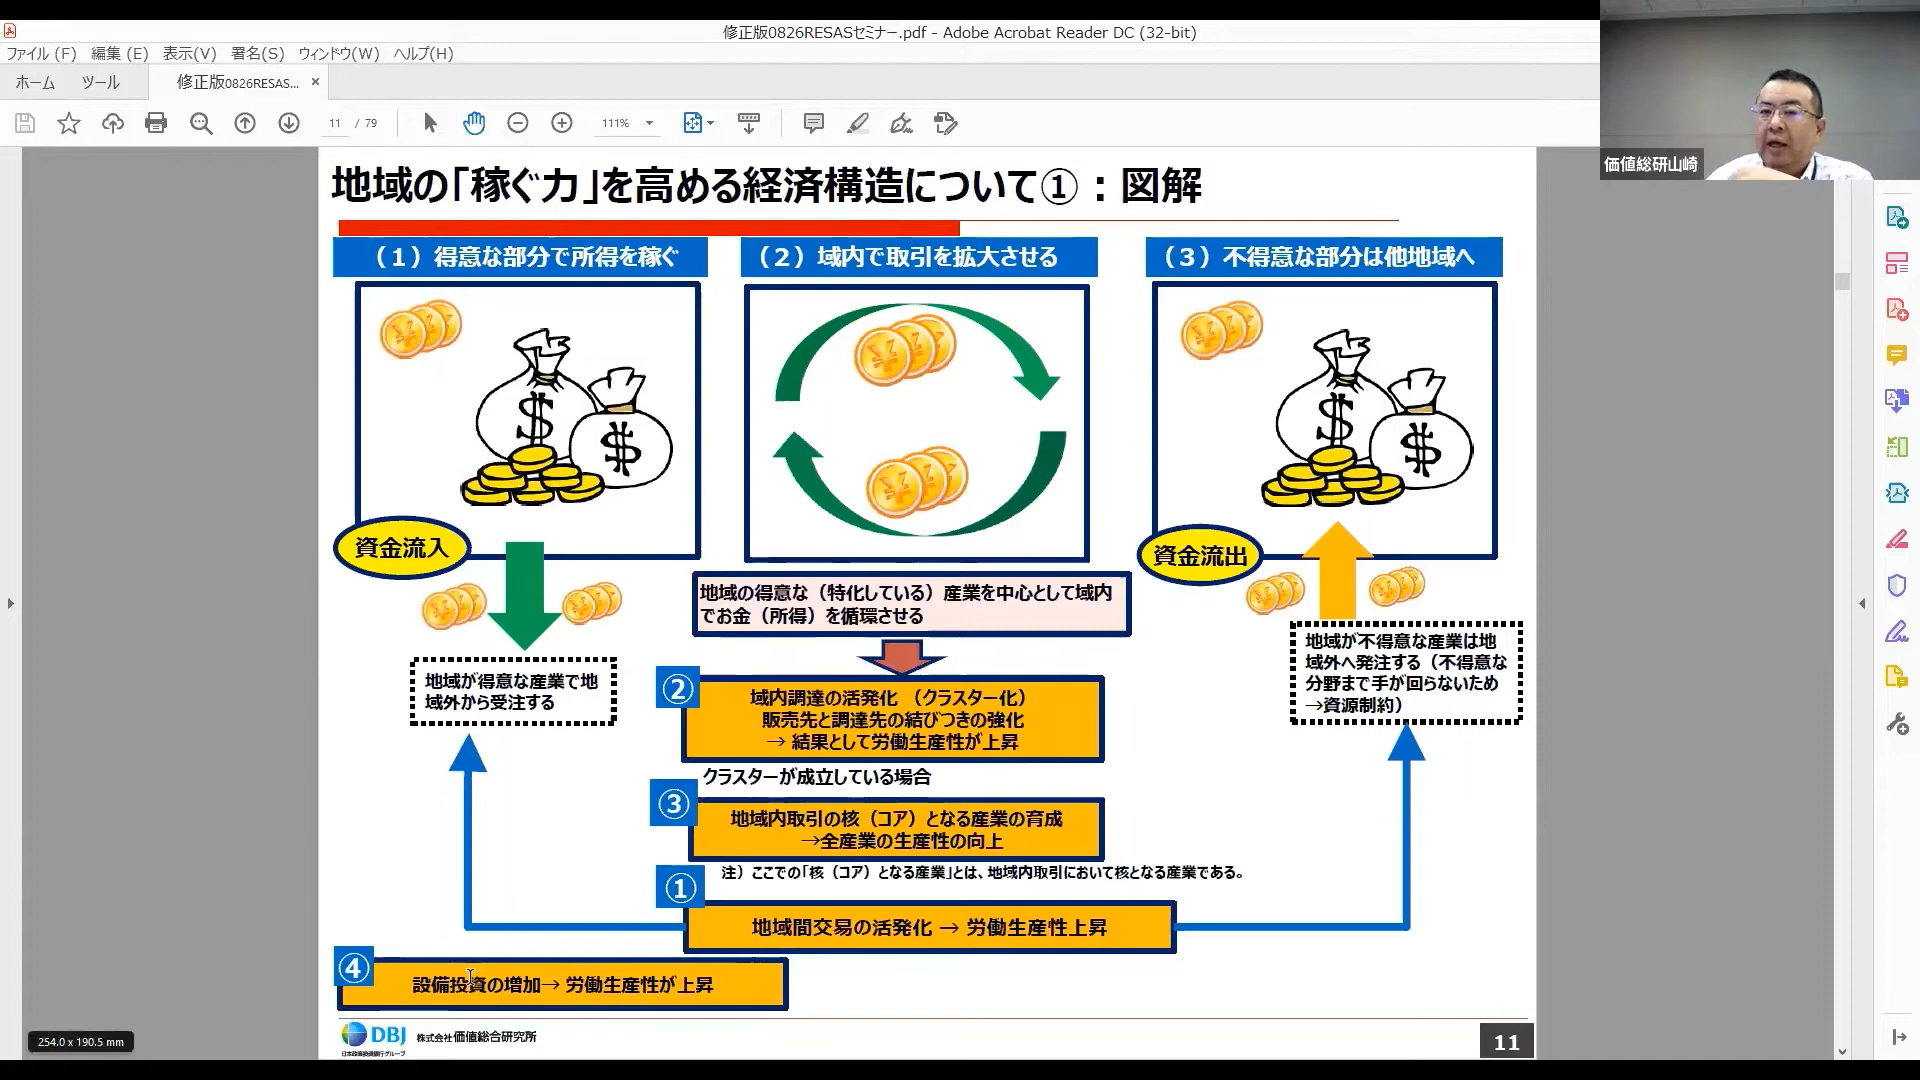 修正版0826RESASセミナー.pdf - Adobe Acrobat Reader DC (32-bit)
ファイル (F) 編集 (E) 表示(V) 署名(S) ウィンドウ(W) ヘルプ(H)
ホーム ツール 修正版0826RESAS... ×
11 / 79 111%
価値総研山崎
地域の「稼ぐ力」を高める経済構造について①：図解
（１）得意な部分で所得を稼ぐ
（２）域内で取引を拡大させる
（３）不得意な部分は他地域へ
資金流入
資金流出
地域の得意な（特化している）産業を中心として域内
でお金（所得）を循環させる
地域が得意な産業で地
域外から受注する
地域が不得意な産業は地
域外へ発注する（不得意な
分野まで手が回らないため
→資源制約）
②
域内調達の活発化 （クラスター化）
販売先と調達先の結びつきの強化
→ 結果として労働生産性が上昇
クラスターが成立している場合
③
地域内取引の核（コア）となる産業の育成
→全産業の生産性の向上
注）ここでの「核（コア）となる産業」とは、地域内取引において核となる産業である。
①
地域間交易の活発化 → 労働生産性上昇
④
設備投資の増加→ 労働生産性が上昇
DBJ 株式会社価値総合研究所
日本政策投資銀行グループ
11
254.0 x 190.5 mm